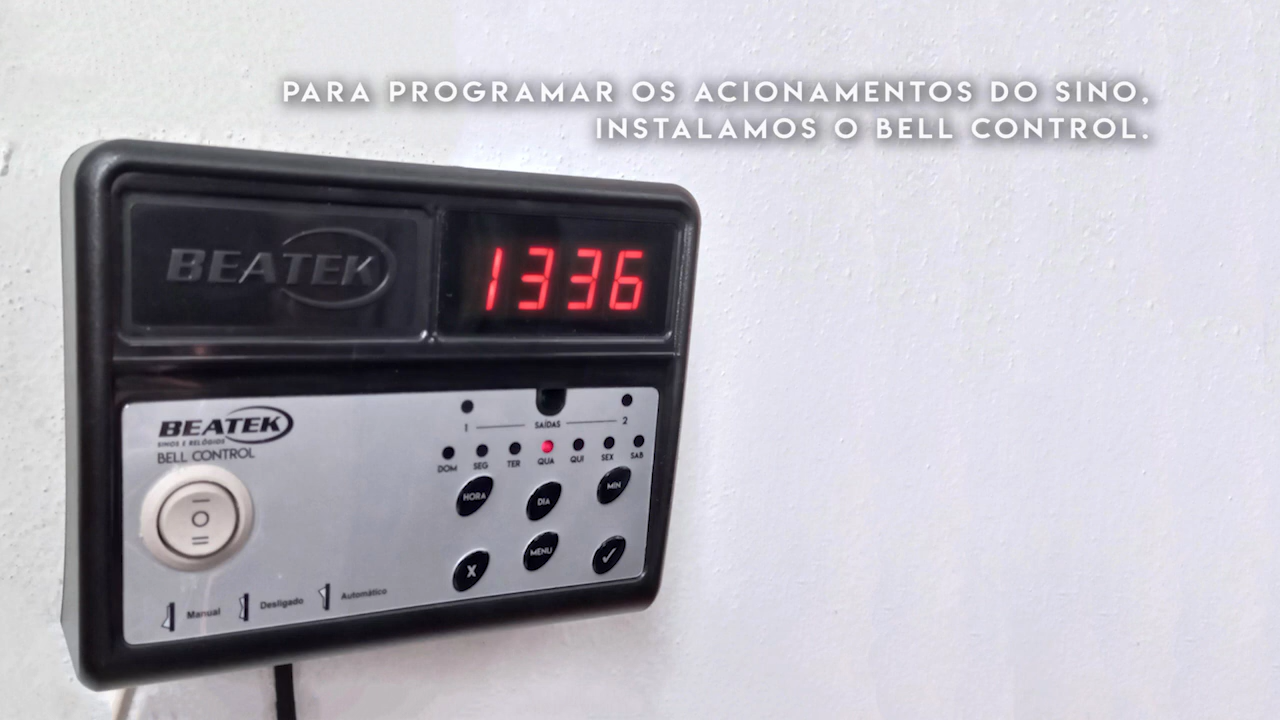 PARA PROGRAMAR OS ACIONAMENTOS DO SINO,
INSTALAMOS O BELL CONTROL.
BEATEK
1336
BEATEK
SINOS E RELÓGIOS
BELL CONTROL
1 SAÍDAS 2
DOM SEG TER QUA QUI SEX SAB
HORA DIA MIN
X MENU ✓
Manual Desligado Automático